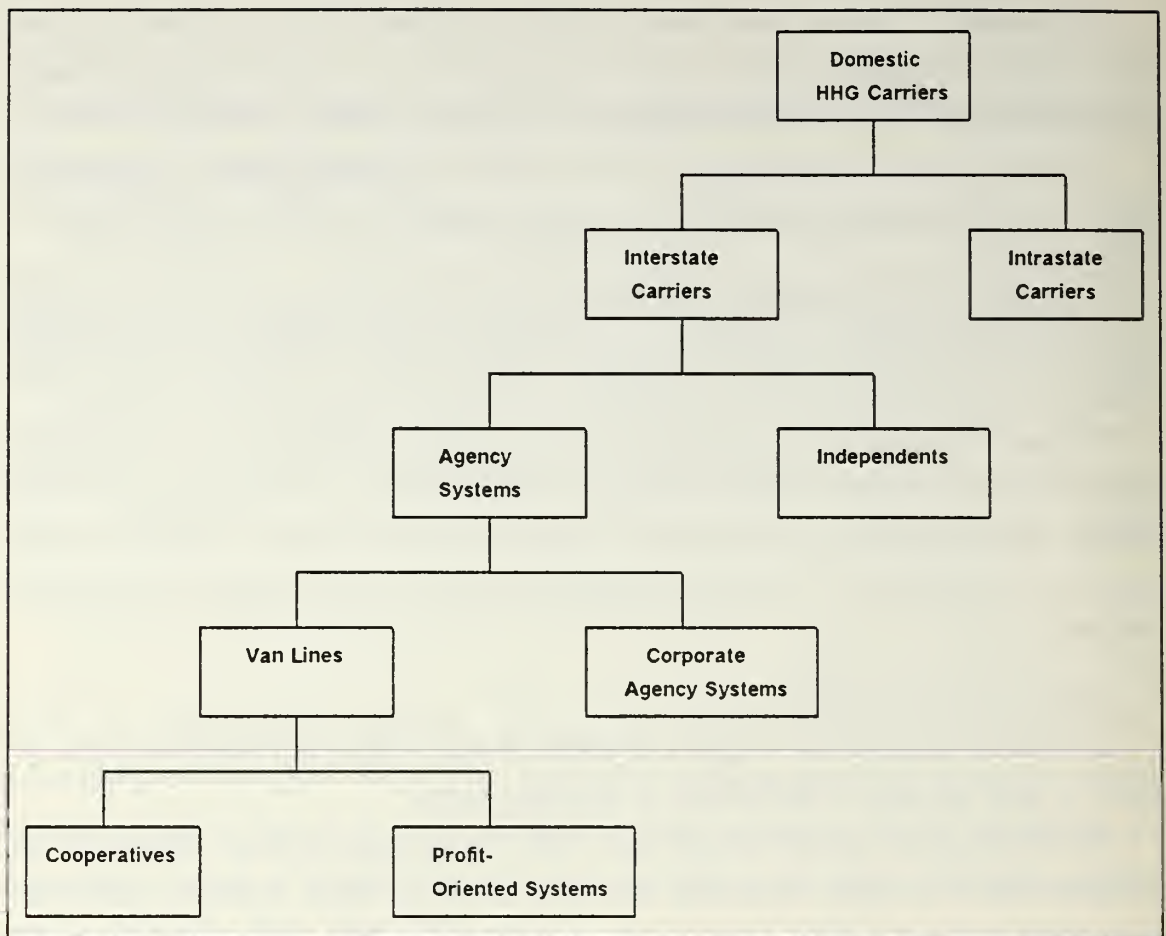 Domestic
HHG Carriers
Interstate
Carriers
Intrastate
Carriers
Agency
Systems
Independents
Van Lines
Corporate
Agency Systems
Cooperatives
Profit-
Oriented Systems